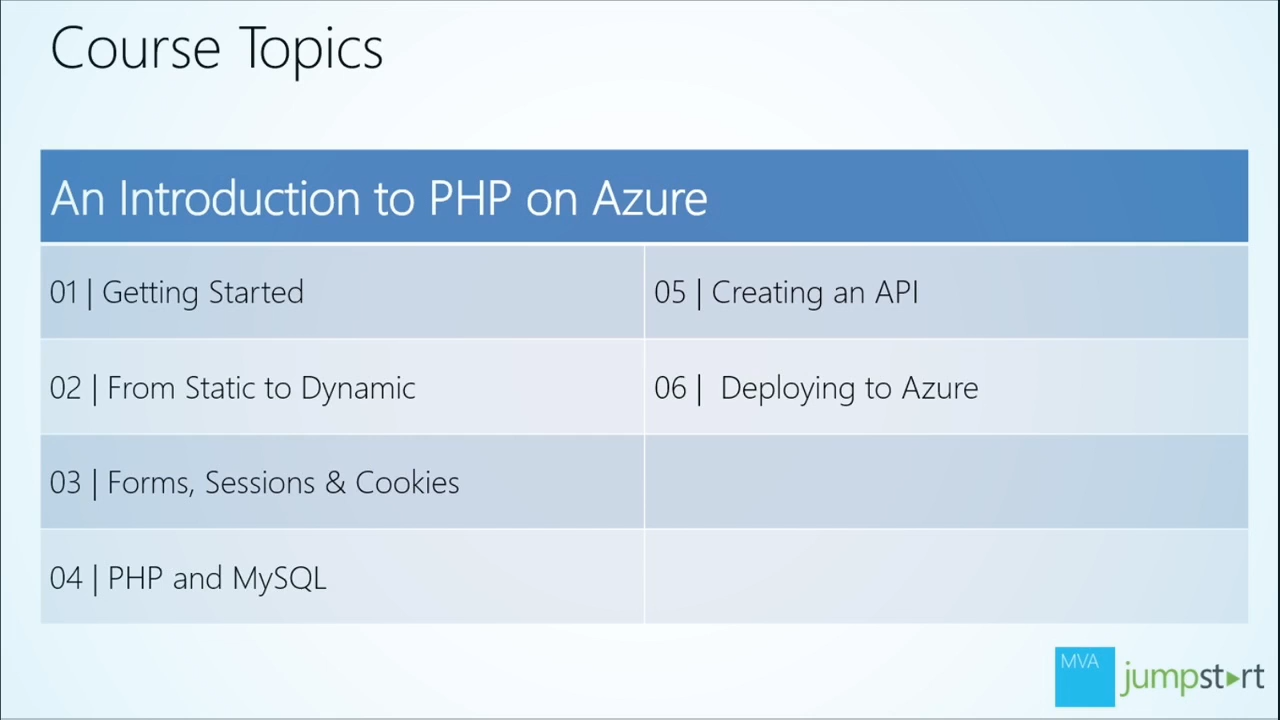 Course Topics
An Introduction to PHP on Azure
01 | Getting Started
02 | From Static to Dynamic
03 | Forms, Sessions & Cookies
04 | PHP and MySQL
05 | Creating an API
06 |  Deploying to Azure
MVA
jumpstart